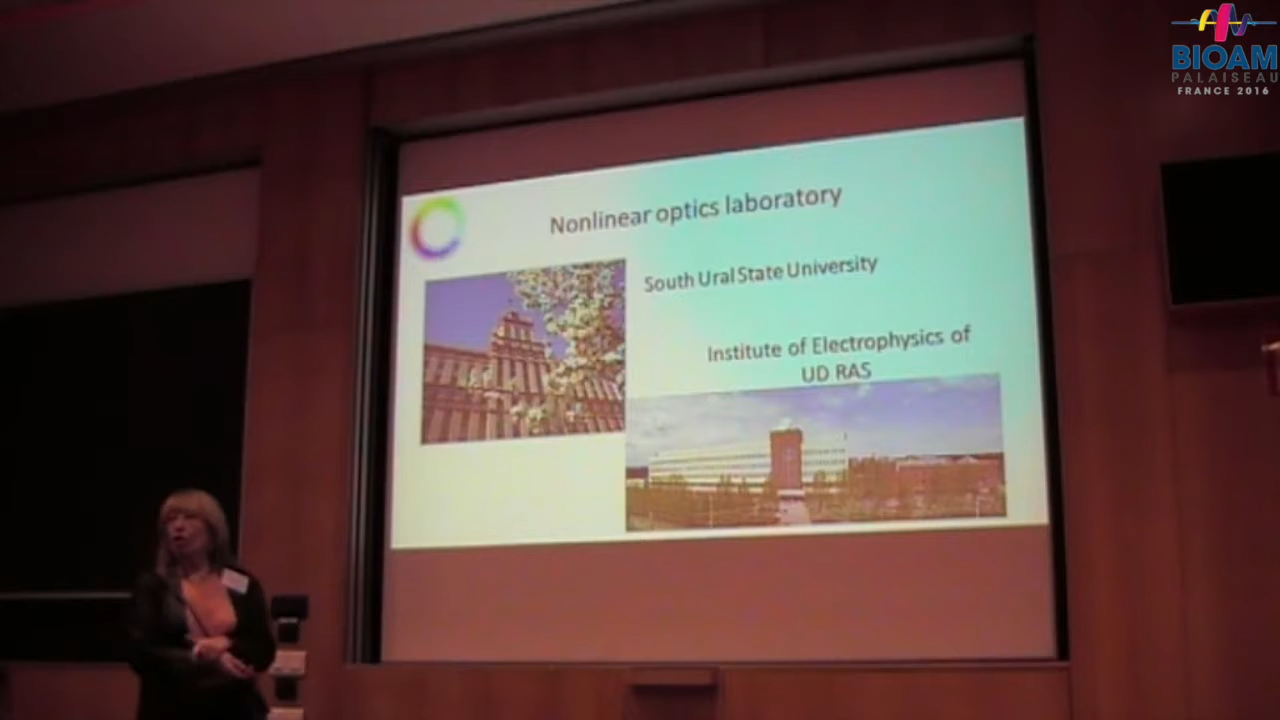 BIOAM
PALAISEAU
FRANCE 2016
Nonlinear optics laboratory
South Ural State University
Institute of Electrophysics of
UD RAS